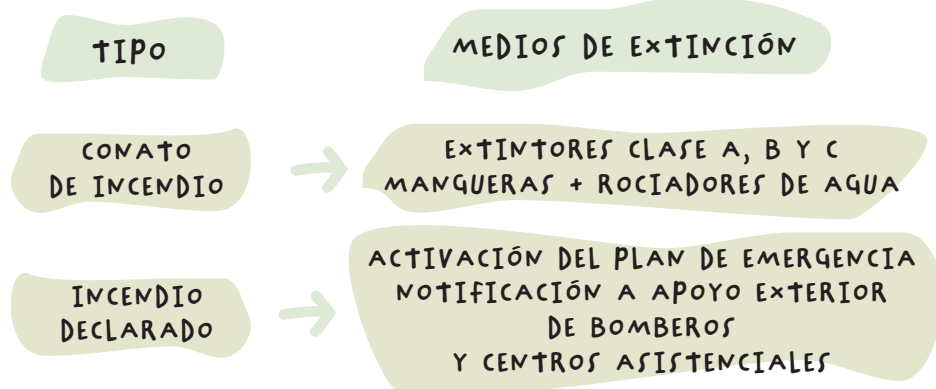 TIPO
MEDIOS DE EXTINCIÓN
CONATO
DE INCENDIO
EXTINTORES CLASE A, B Y C
MANGUERAS + ROCIADORES DE AGUA
INCENDIO
DECLARADO
ACTIVACIÓN DEL PLAN DE EMERGENCIA
NOTIFICACIÓN A APOYO EXTERIOR
DE BOMBEROS
Y CENTROS ASISTENCIALES